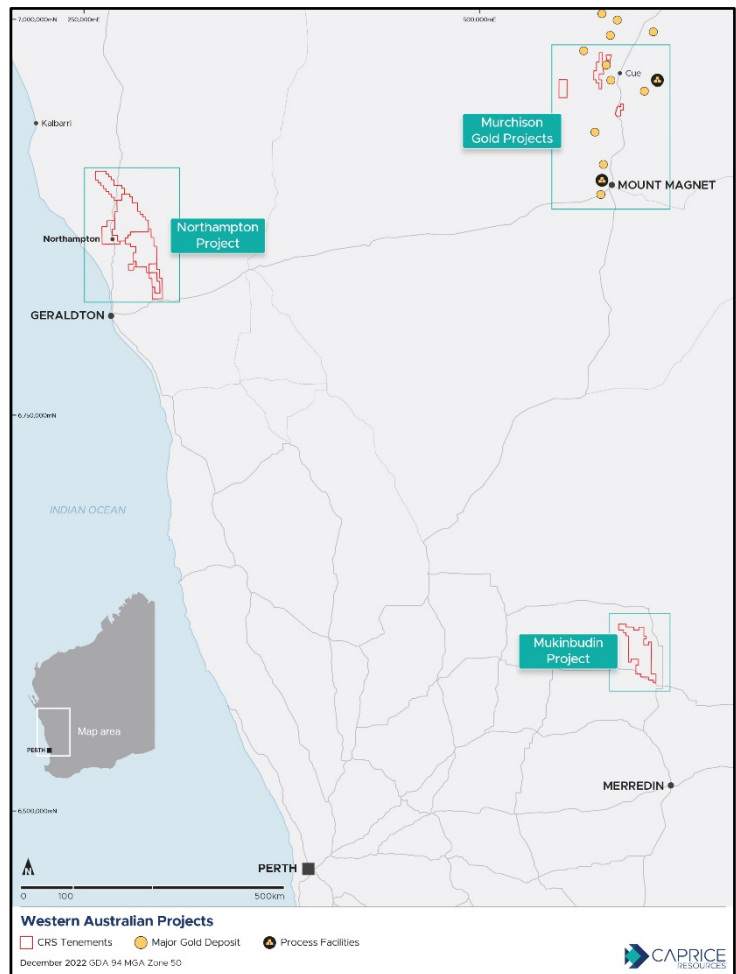 7,000,000mN
250,000mE
500,000mE
Cue
Kalbarri
Murchison
Gold Projects
MOUNT MAGNET
Northampton
Project
Northampton
GERALDTON
6,750,000mN
INDIAN OCEAN
Mukinbudin
Project
Map area
PERTH
MERREDIN
6,500,000mN
PERTH
N
0 100 500km
Western Australian Projects
CRS Tenements Major Gold Deposit Process Facilities
December 2022 GDA 94 MGA Zone 50
CAPRICE
RESOURCES